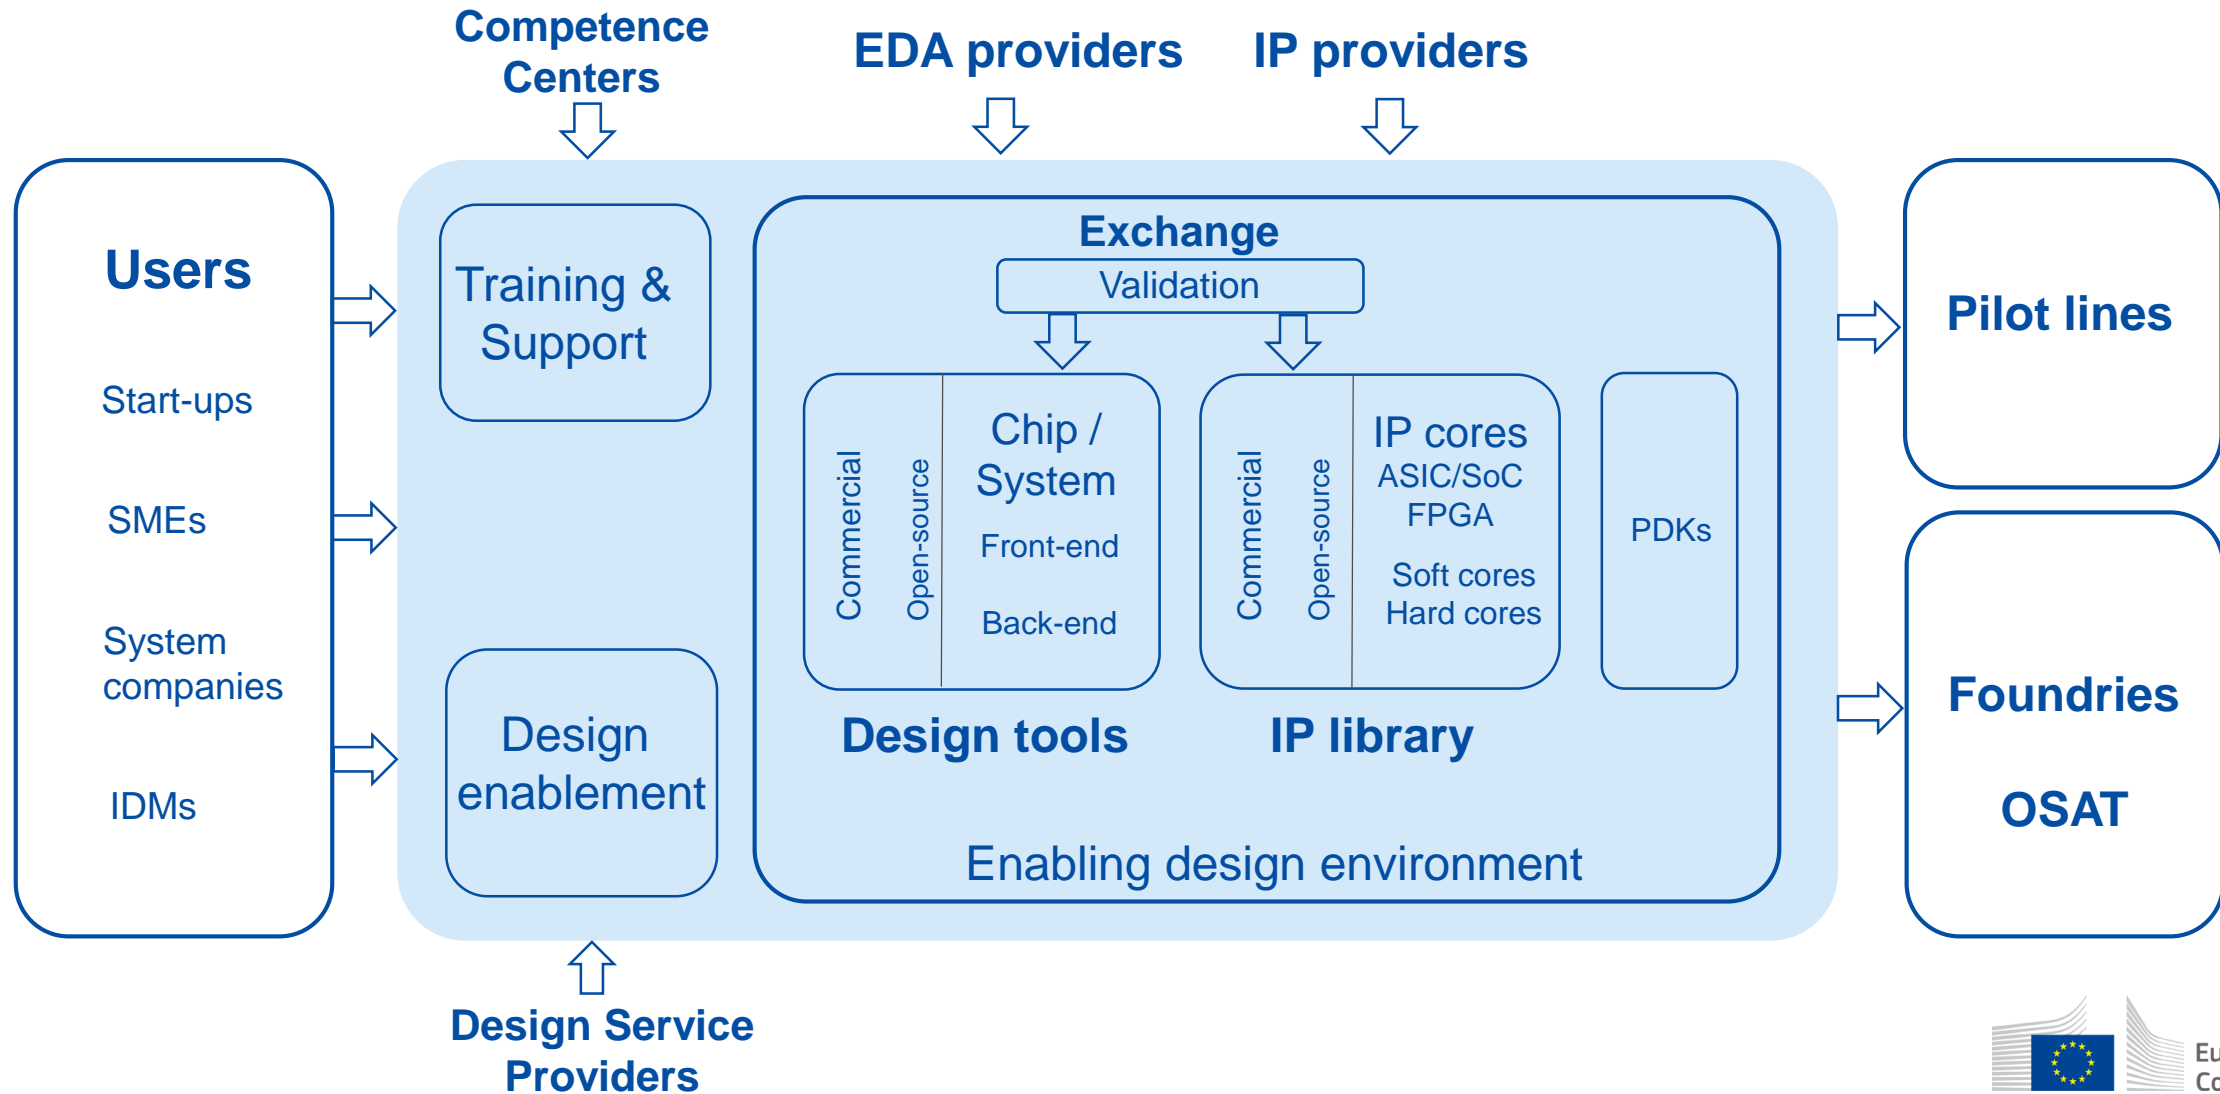 Competence
Centers
EDA providers
IP providers
Users
Start-ups
SMEs
System
companies
IDMs
Training &
Support
Design
enablement
Exchange
Validation
Commercial
Open-source
Chip /
System
Front-end
Back-end
Design tools
Commercial
Open-source
IP cores
ASIC/SoC
FPGA
Soft cores
Hard cores
IP library
PDKs
Enabling design environment
Pilot lines
Foundries
OSAT
Design Service
Providers